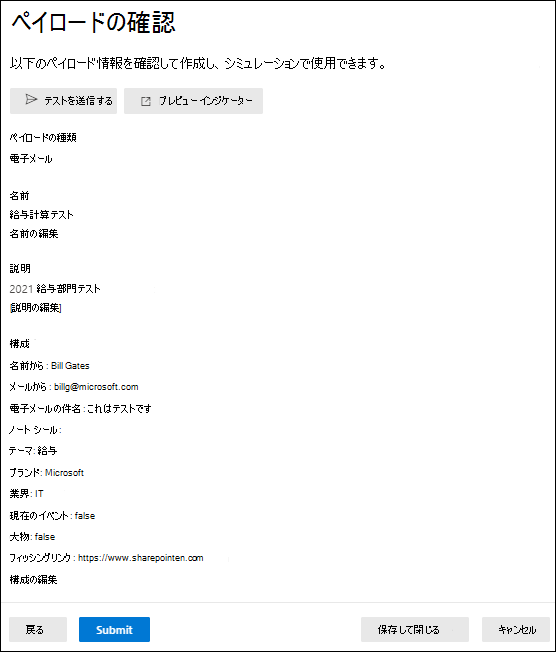 ペイロードの確認
以下のペイロード情報を確認して作成し、シミュレーションで使用できます。
テストを送信する プレビューインジケーター
ペイロードの種類
電子メール
名前
給与計算テスト
名前の編集
説明
2021 給与部門テスト
[説明の編集]
構成
名前から: Bill Gates
メールから: billg@microsoft.com
電子メールの件名: これはテストです
ノート シール:
テーマ: 給与
ブランド: Microsoft
業界: IT
現在のイベント: false
大物: false
フィッシングリンク: https://www.sharepointen.com
構成の編集
戻る Submit 保存して閉じる キャンセル